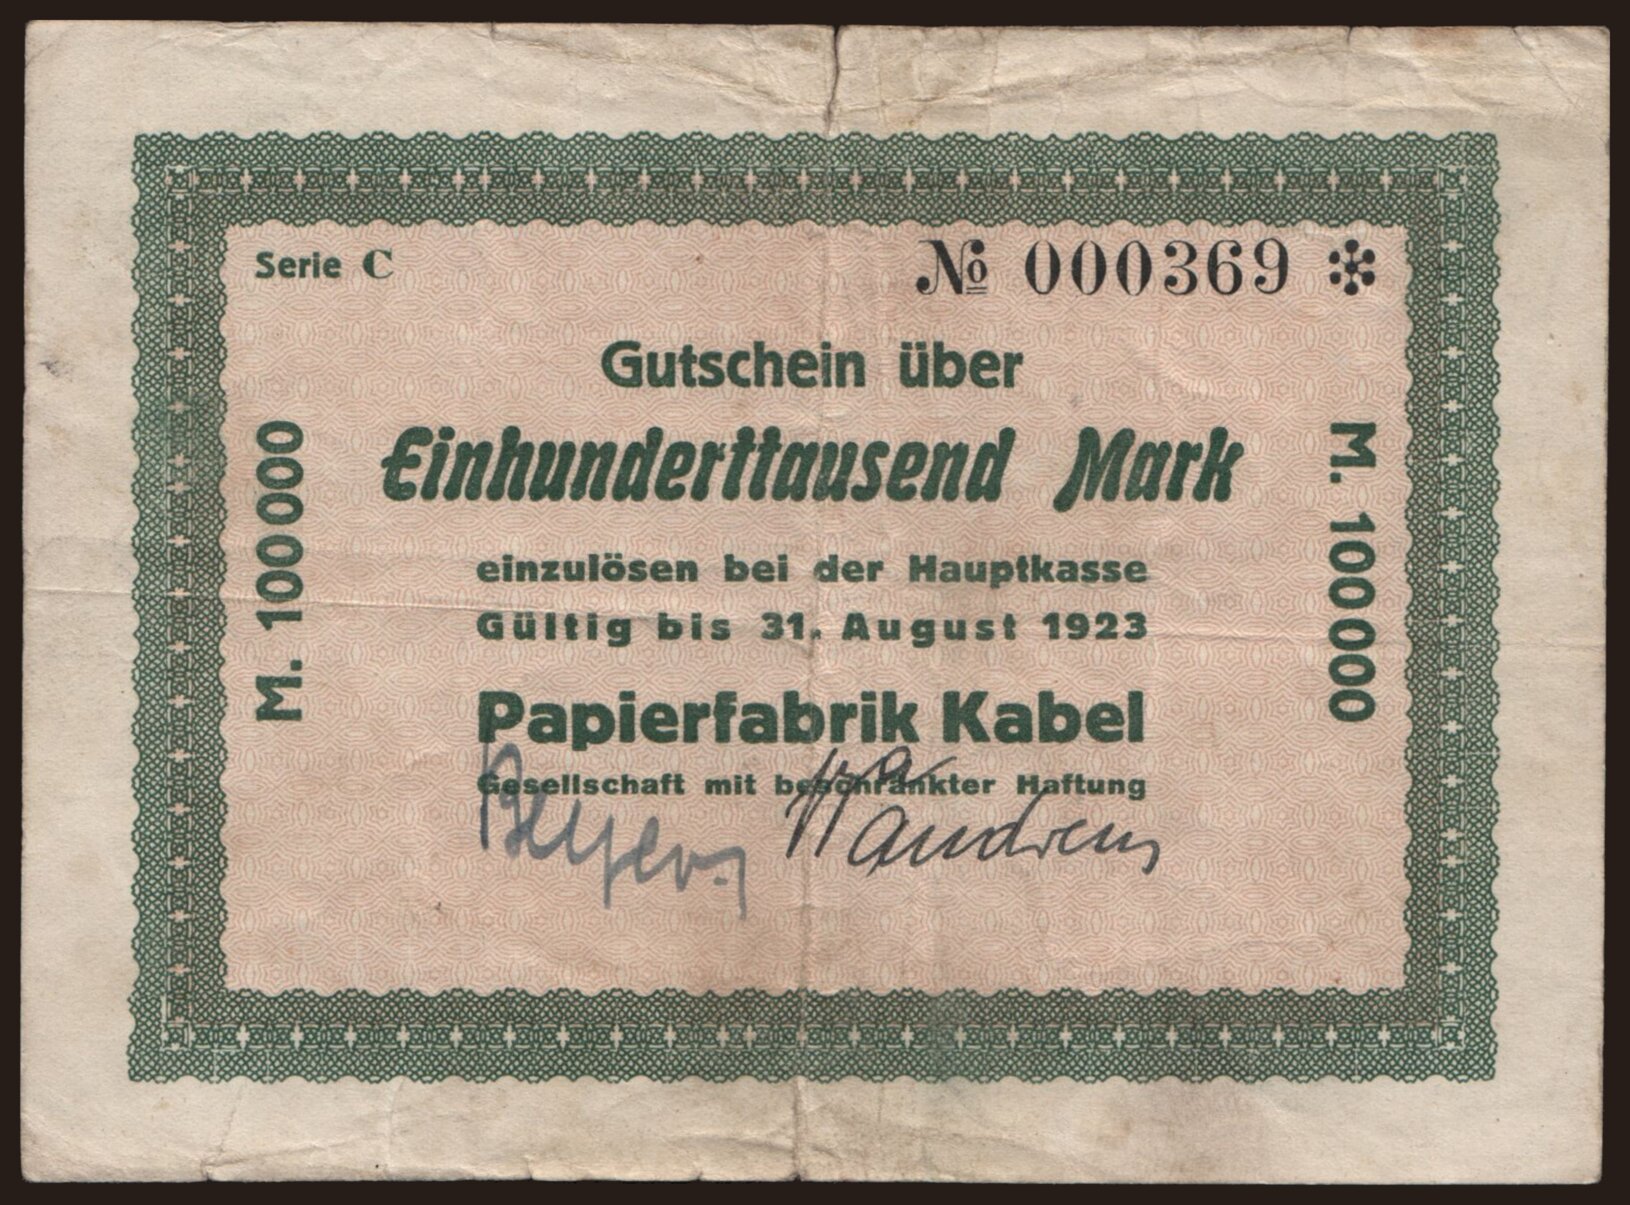 Serie C
№ 000369
Gutschein über
Einhunderttausend Mark
einzulösen bei der Hauptkasse
Gültig bis 31. August 1923
Papierfabrik Kabel
Gesellschaft mit beschränkter Haftung
M. 100000
M. 100000